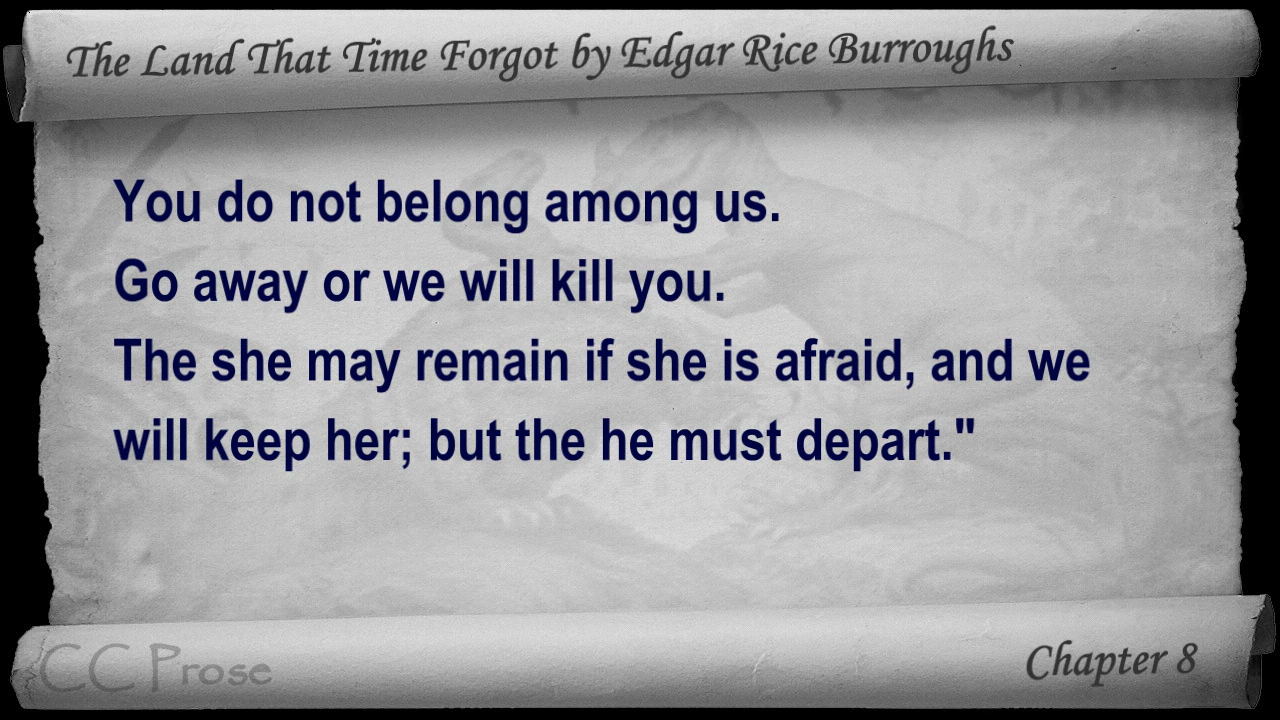 The Land That Time Forgot by Edgar Rice Burroughs
You do not belong among us.
Go away or we will kill you.
The she may remain if she is afraid, and we
will keep her; but the he must depart."
CC Prose
Chapter 8